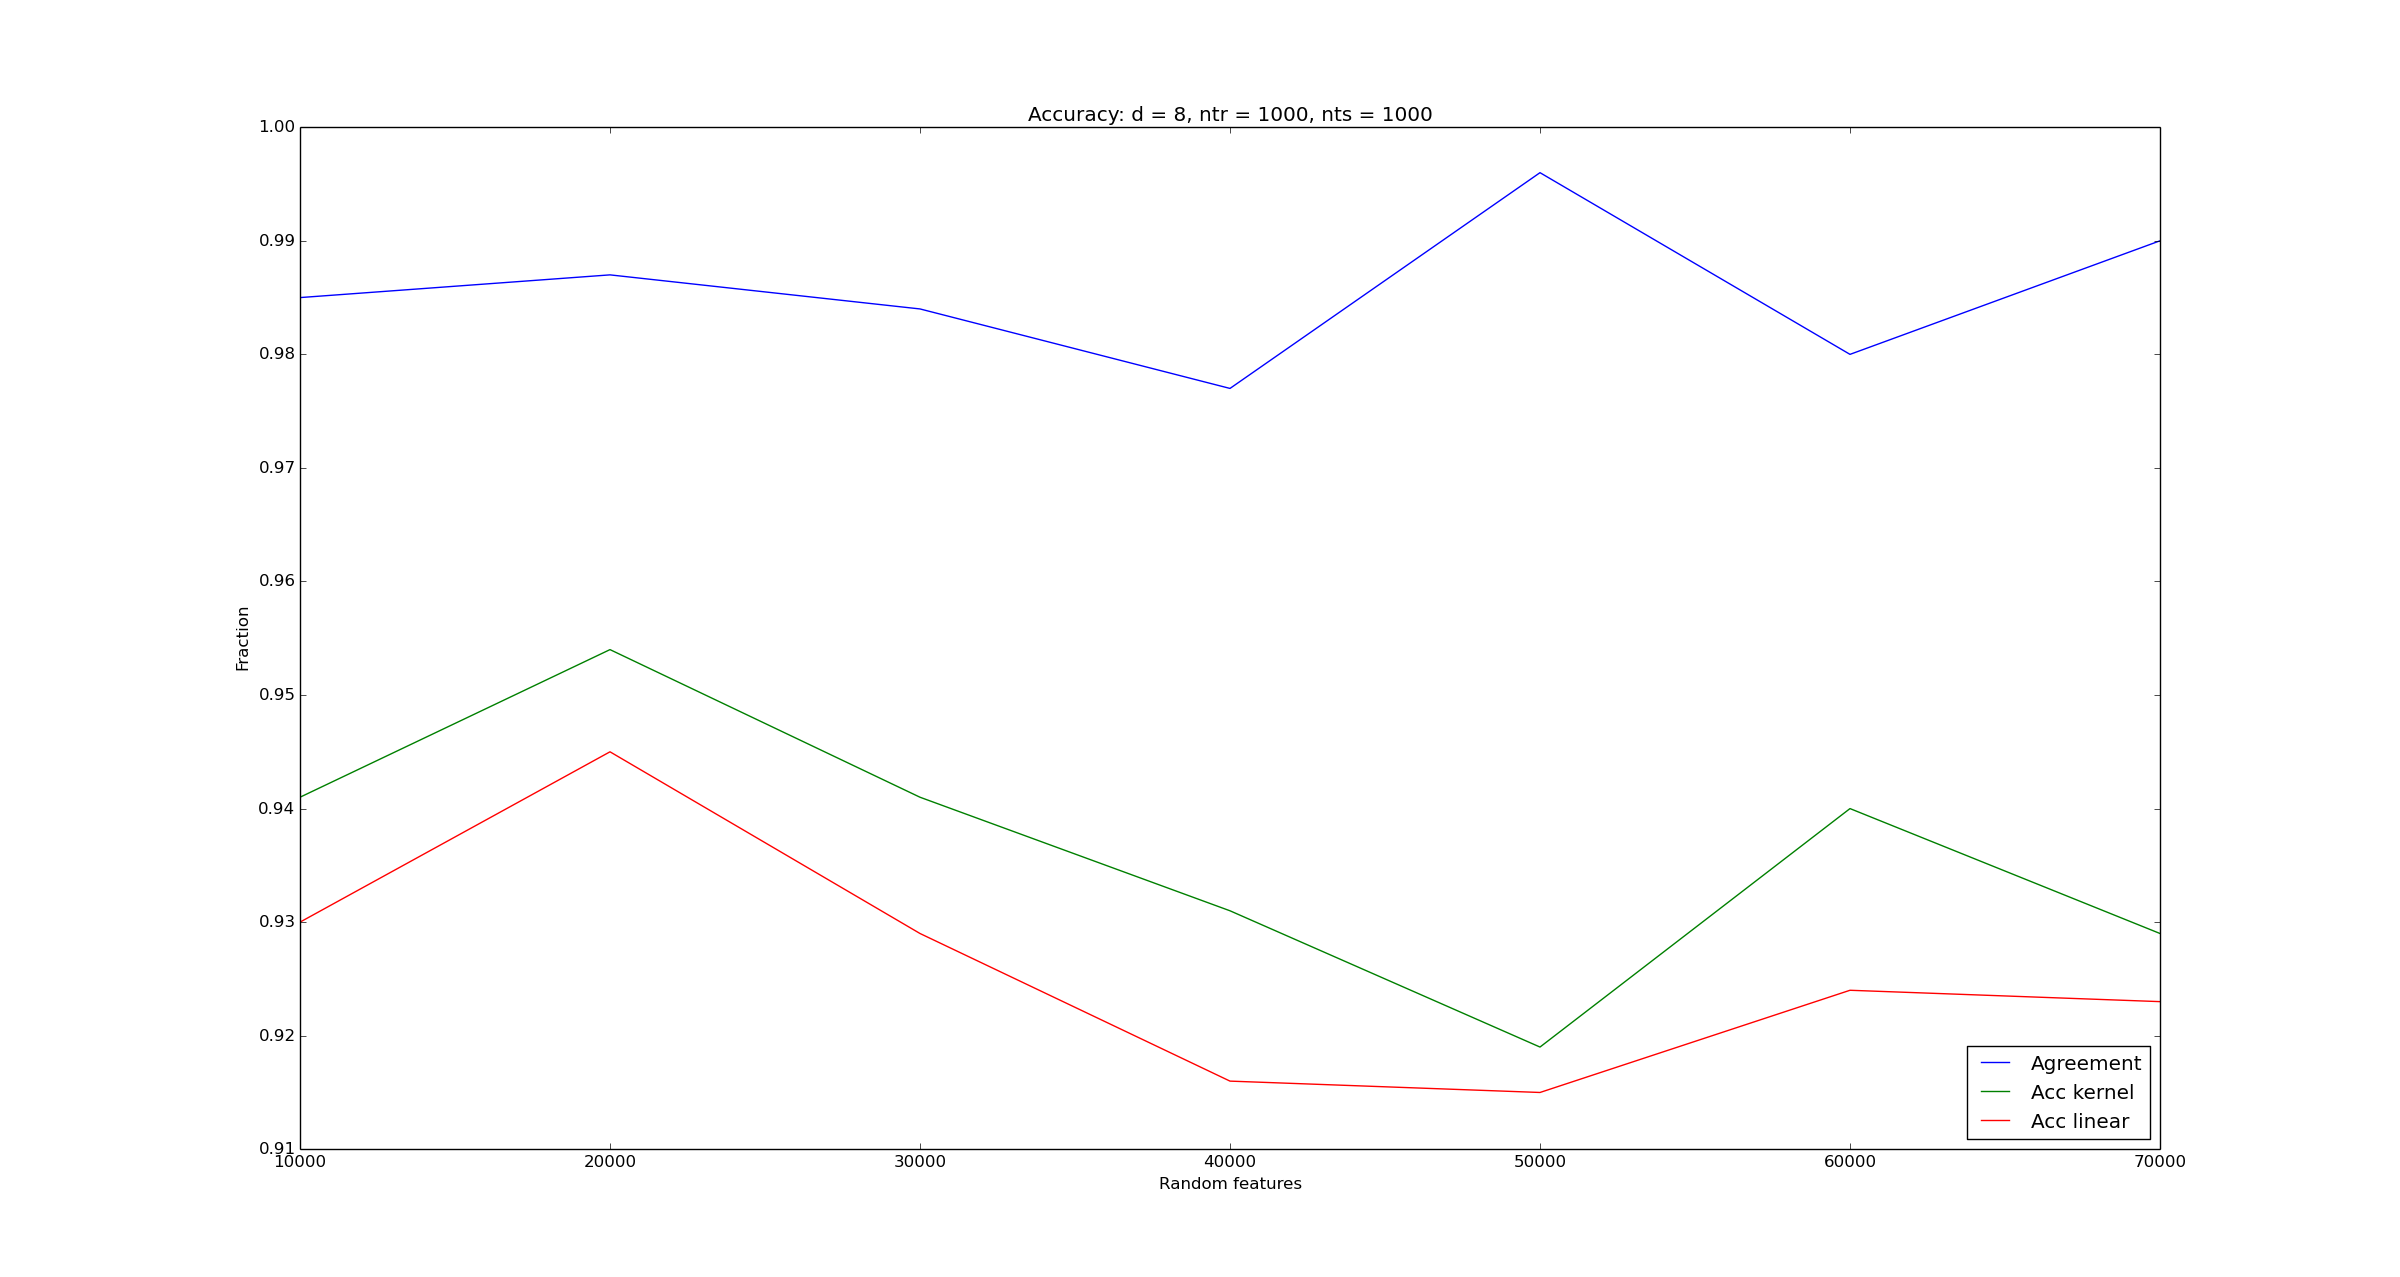 Accuracy: d = 8, ntr = 1000, nts = 1000
1.00
0.99
0.98
0.97
0.96
0.95
0.94
0.93
0.92
0.91
Fraction
Agreement
Acc kernel
Acc linear
10000 20000 30000 40000 50000 60000 70000
Random features